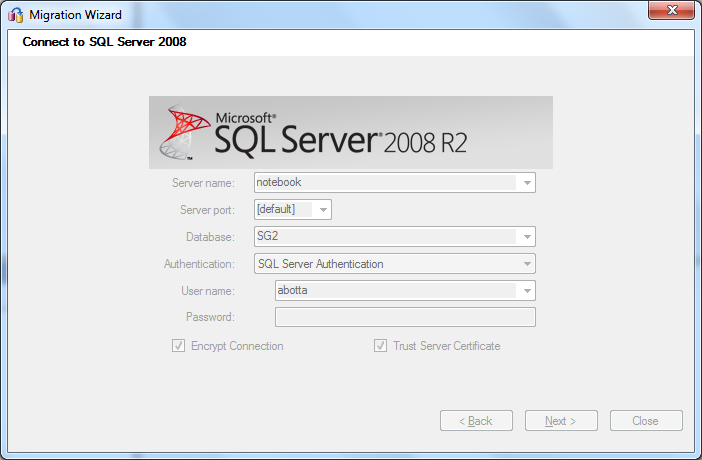 Migration Wizard
Connect to SQL Server 2008
Microsoft®
SQL Server® 2008 R2
Server name: notebook
Server port: [default]
Database: SG2
Authentication: SQL Server Authentication
User name: abotta
Password:
Encrypt Connection Trust Server Certificate
< Back Next > Close